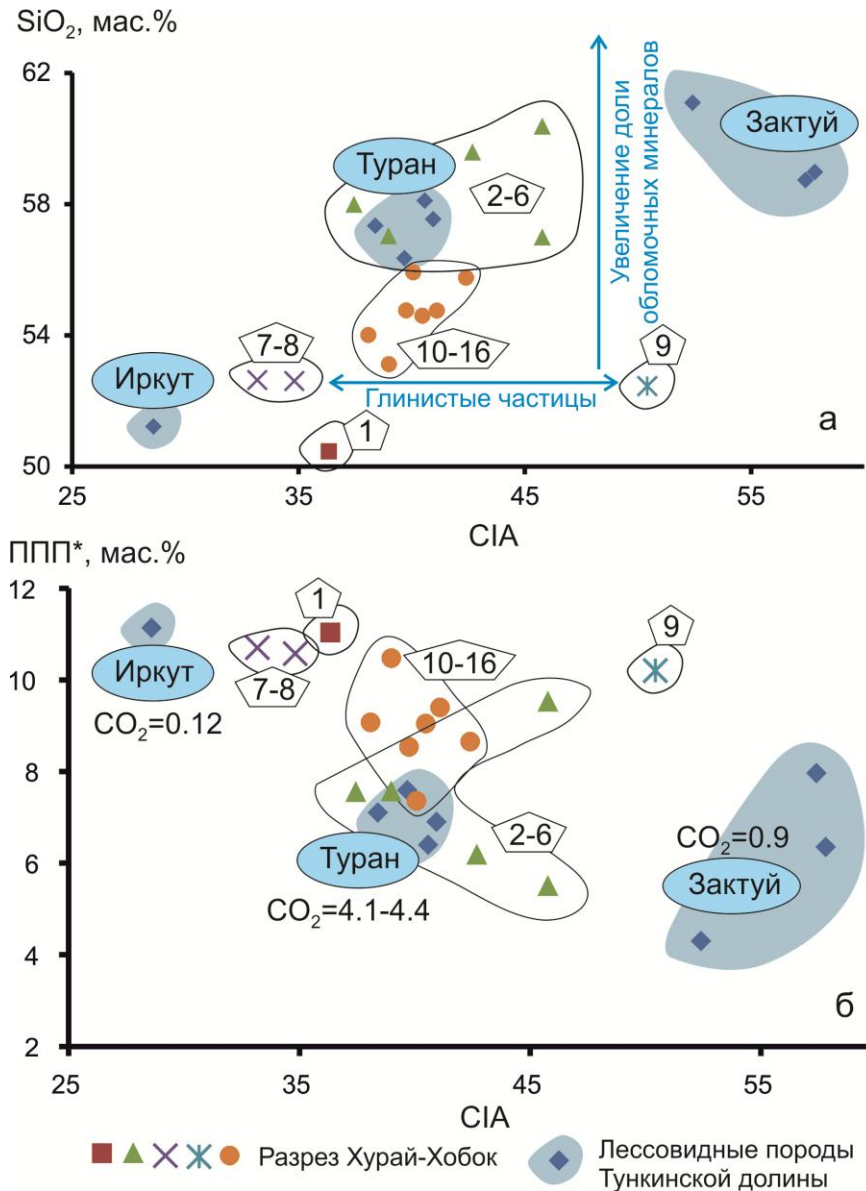 SiO₂, мас.%
62
58
54
50
Туран
2-6
Зактуй
Увеличение доли
обломочных минералов
7-8
10-16
9
Иркут
Глинистые частицы
1
а
25 35 45 55
CIA
ППП*, мас.%
12
10
8
6
4
2
1
9
10-16
Иркут
7-8
CO₂=0.12
2-6
CO₂=0.9
Туран
Зактуй
CO₂=4.1-4.4
б
25 35 45 55
CIA
Разрез Хурай-Хобок
Лессовидные породы
Тункинской долины